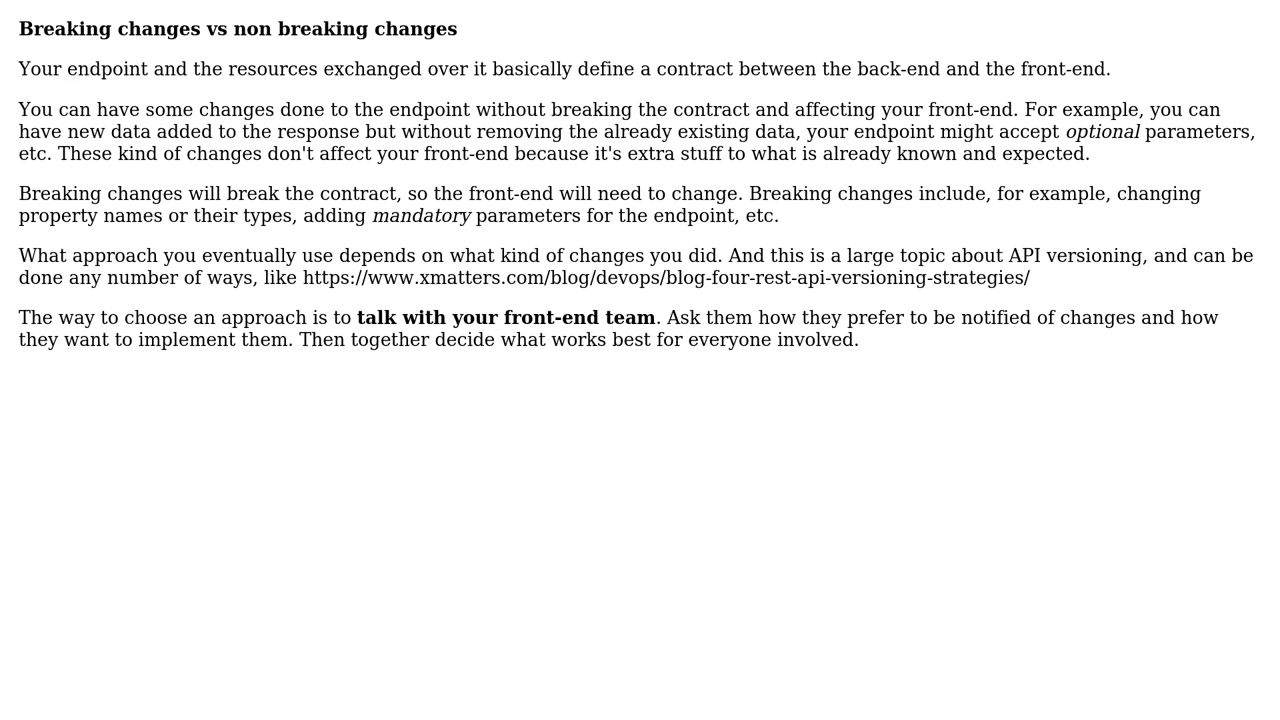 Breaking changes vs non breaking changes
Your endpoint and the resources exchanged over it basically define a contract between the back-end and the front-end.
You can have some changes done to the endpoint without breaking the contract and affecting your front-end. For example, you can
have new data added to the response but without removing the already existing data, your endpoint might accept optional parameters,
etc. These kind of changes don't affect your front-end because it's extra stuff to what is already known and expected.
Breaking changes will break the contract, so the front-end will need to change. Breaking changes include, for example, changing
property names or their types, adding mandatory parameters for the endpoint, etc.
What approach you eventually use depends on what kind of changes you did. And this is a large topic about API versioning, and can be
done any number of ways, like https://www.xmatters.com/blog/devops/blog-four-rest-api-versioning-strategies/
The way to choose an approach is to talk with your front-end team. Ask them how they prefer to be notified of changes and how
they want to implement them. Then together decide what works best for everyone involved.